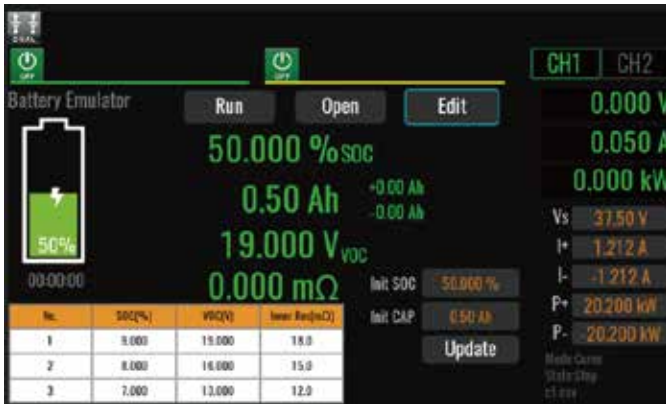 DUAL
OFF
OFF
CH1 CH2
Battery Emulator
Run Open Edit
0.000 V
50.000 % SOC
0.050 A
0.50 Ah
+0.00 Ah
-0.00 Ah
0.000 kW
50%
19.000 V VOC
Vs 37.50 V
I+ 1.212 A
00:00:00
0.000 mΩ
Init SOC 50.000 %
I- -1.212 A
Init CAP 0.50 Ah
P+ 20.200 kW
Update
P- -20.200 kW
No. SOC(%) VOC(V) Inner Res(mΩ)
1 9.000 19.000 18.0
2 8.000 16.000 15.0
3 7.000 13.000 12.0
Mode:Curve
State:Stop